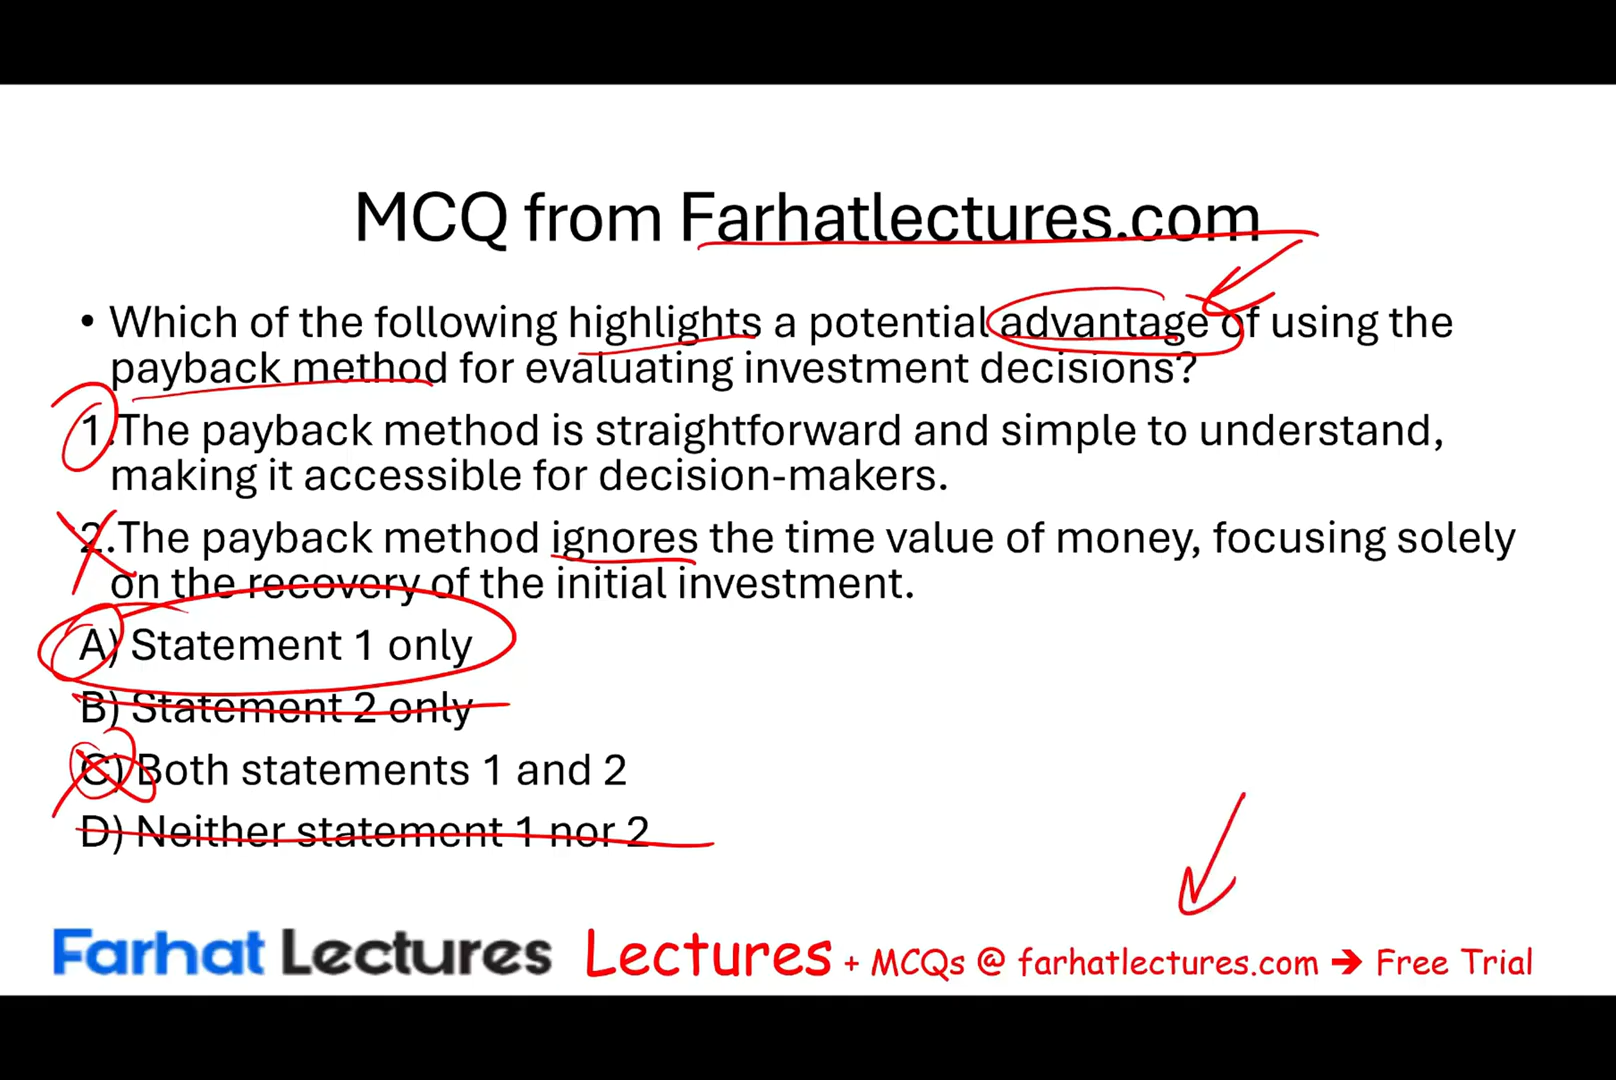 MCQ from Farhatlectures.com
• Which of the following highlights a potential advantage of using the
payback method for evaluating investment decisions?
1.The payback method is straightforward and simple to understand,
making it accessible for decision-makers.
2.The payback method ignores the time value of money, focusing solely
on the recovery of the initial investment.
A) Statement 1 only
B) Statement 2 only
C) Both statements 1 and 2
D) Neither statement 1 nor 2
Farhat Lectures Lectures + MCQs @ farhatlectures.com → Free Trial